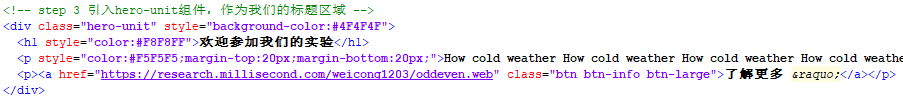 <!-- step 3 引入hero-unit组件，作为我们的标题区域 -->
<div class="hero-unit" style="background-color:#4F4F4F">
<h1 style="color:#F8F8FF">欢迎参加我们的实验</h1>
<p style="color:#F5F5F5;margin-top:20px;margin-bottom:20px;">How cold weather How cold weather How cold weather How cold weathe
<p><a href="https://research.millisecond.com/weicong1203/oddeven.web" class="btn btn-info btn-large">了解更多 &raquo;</a></p>
</div>